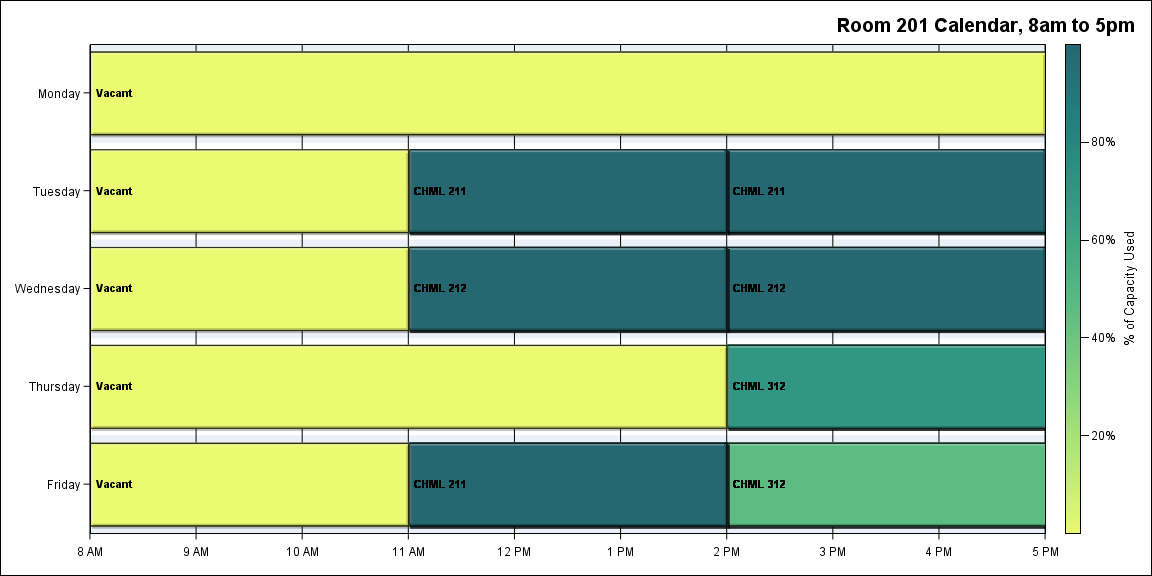 Room 201 Calendar, 8am to 5pm
Monday
Vacant
Tuesday
Vacant
CHML 211
CHML 211
Wednesday
Vacant
CHML 212
CHML 212
Thursday
Vacant
CHML 312
Friday
Vacant
CHML 211
CHML 312
8 AM
9 AM
10 AM
11 AM
12 PM
1 PM
2 PM
3 PM
4 PM
5 PM
80%
60%
40%
20%
% of Capacity Used